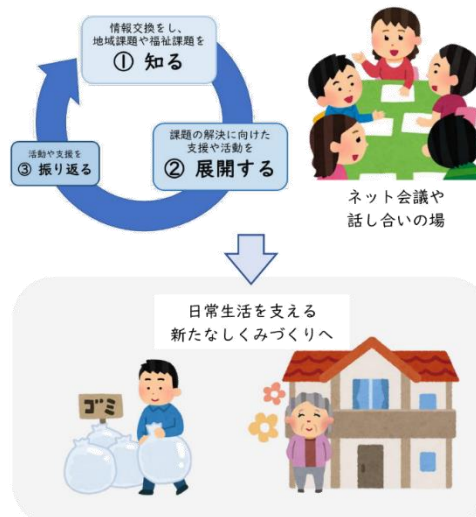 情報交換をし、
地域課題や福祉課題を
① 知る
課題の解決に向けた
支援や活動を
② 展開する
活動や支援を
③ 振り返る
ネット会議や
話し合いの場
日常生活を支える
新たなしくみづくりへ
ゴミ